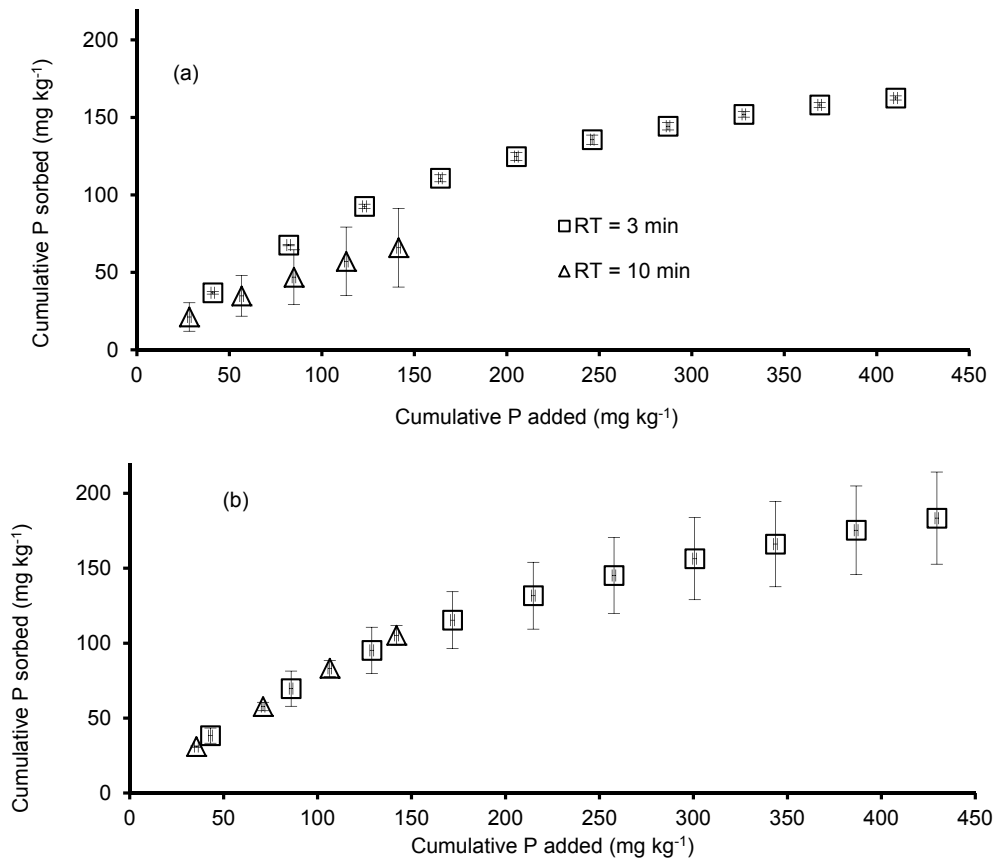 200
150
100
50
0
Cumulative P sorbed (mg kg-1)
(a)
RT = 3 min
RT = 10 min
0 50 100 150 200 250 300 350 400 450
Cumulative P added (mg kg-1)
200
150
100
50
0
Cumulative P sorbed (mg kg-1)
(b)
0 50 100 150 200 250 300 350 400 450
Cumulative P added (mg kg-1)